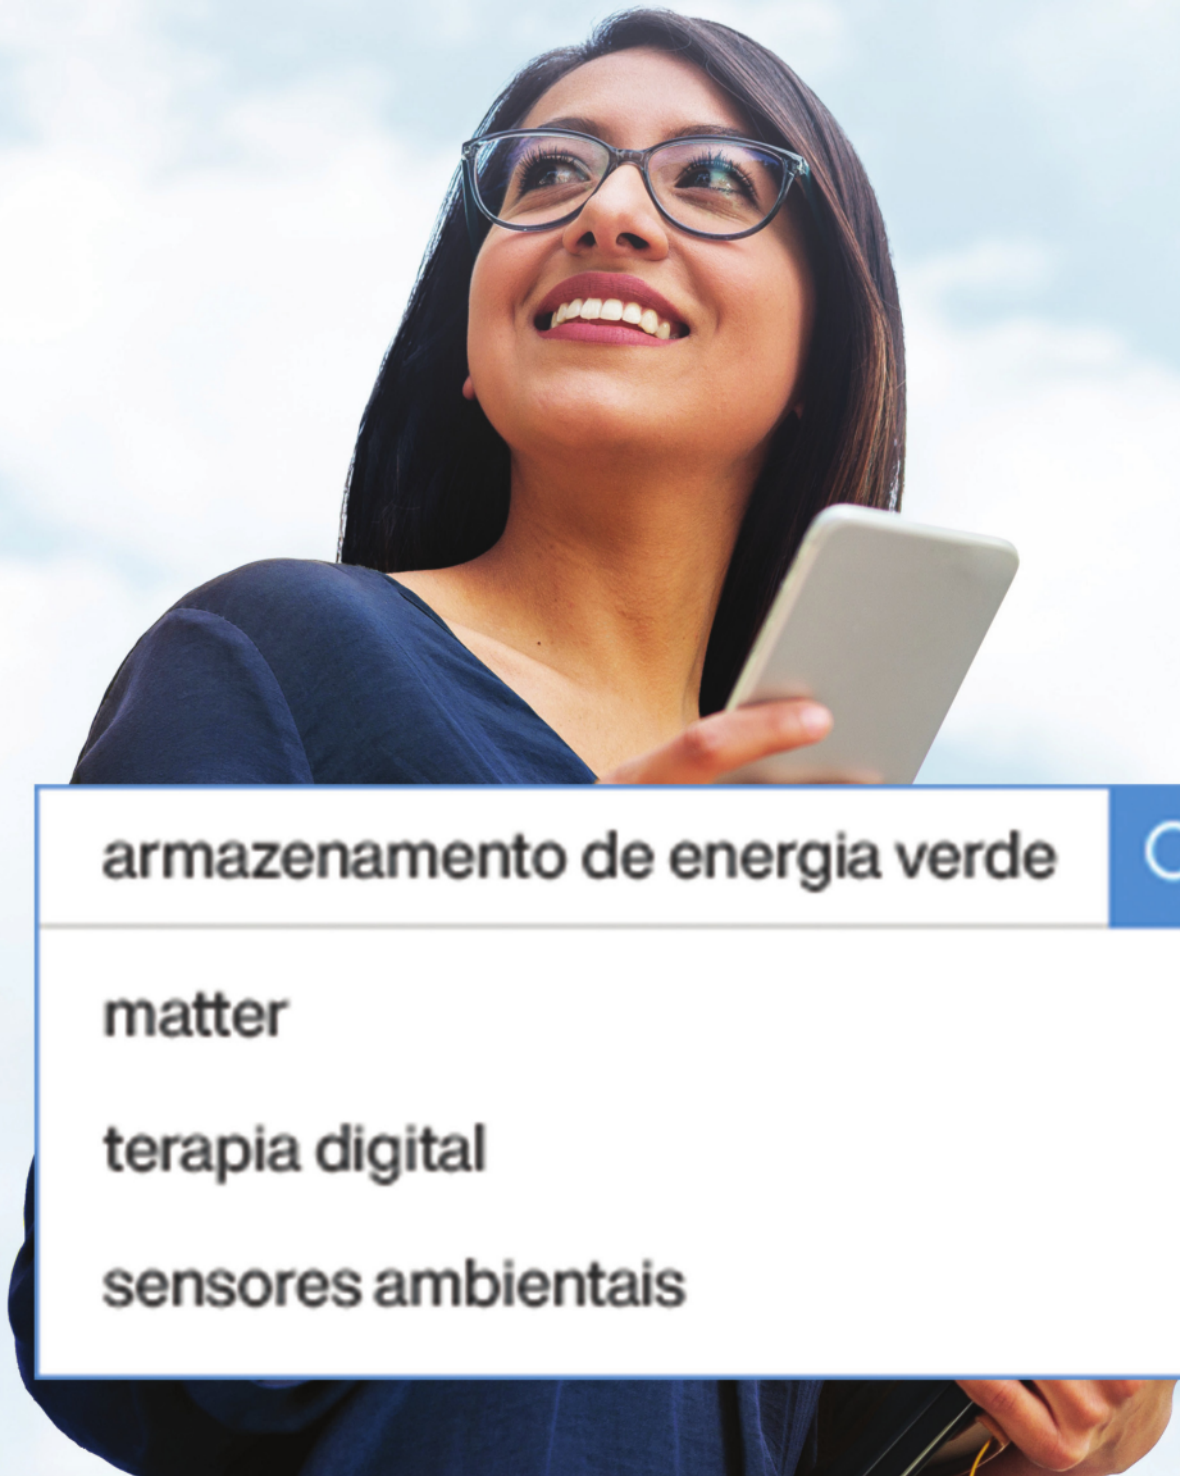 armazenamento de energia verde
matter
terapia digital
sensores ambientais